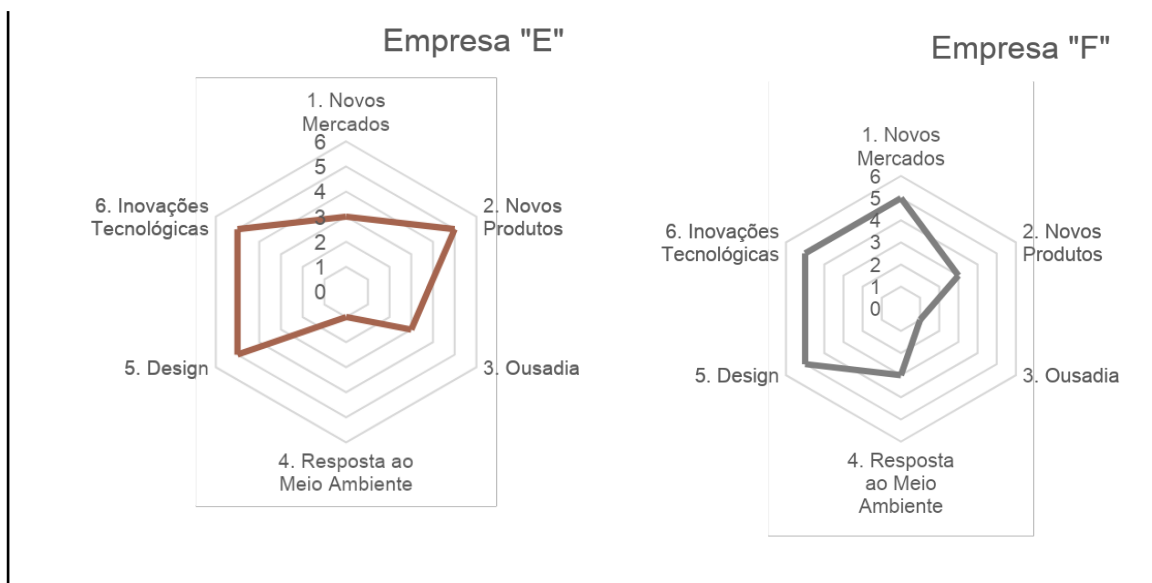 Empresa "E"
1. Novos
Mercados
6
5
4
3
2
1
0
2. Novos
Produtos
3. Ousadia
4. Resposta ao
Meio Ambiente
5. Design
6. Inovações
Tecnológicas
Empresa "F"
1. Novos
Mercados
6
5
4
3
2
1
0
2. Novos
Produtos
3. Ousadia
4. Resposta
ao Meio
Ambiente
5. Design
6. Inovações
Tecnológicas